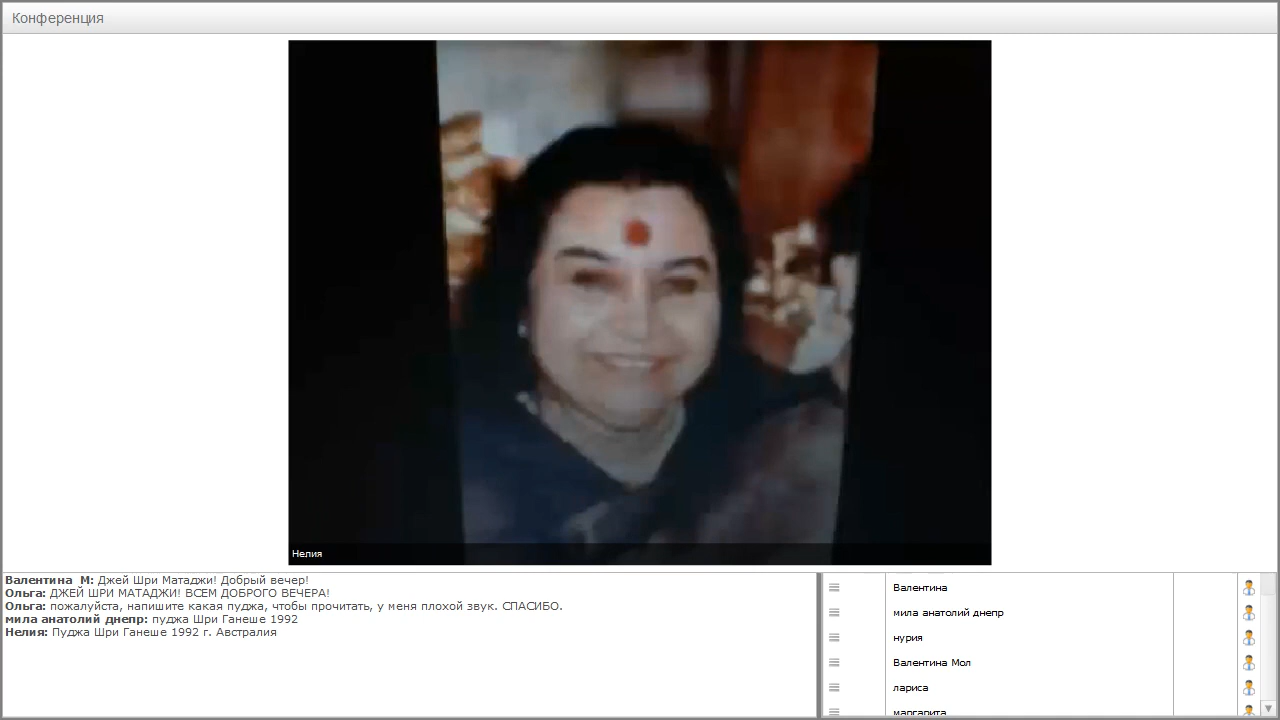 Конференция
Нелия
Валентина М: Джей Шри Матаджи! Добрый вечер!
Ольга: ДЖЕЙ ШРИ МАТАДЖИ! ВСЕМ ДОБРОГО ВЕЧЕРА!
Ольга: пожалуйста, напишите какая пуджа, чтобы прочитать, у меня плохой звук. СПАСИБО.
мила анатолий днепр: пуджа Шри Ганеше 1992
Нелия: Пуджа Шри Ганеше 1992 г. Австралия
Валентина
мила анатолий днепр
нурия
Валентина Мол
лариса
маргарита